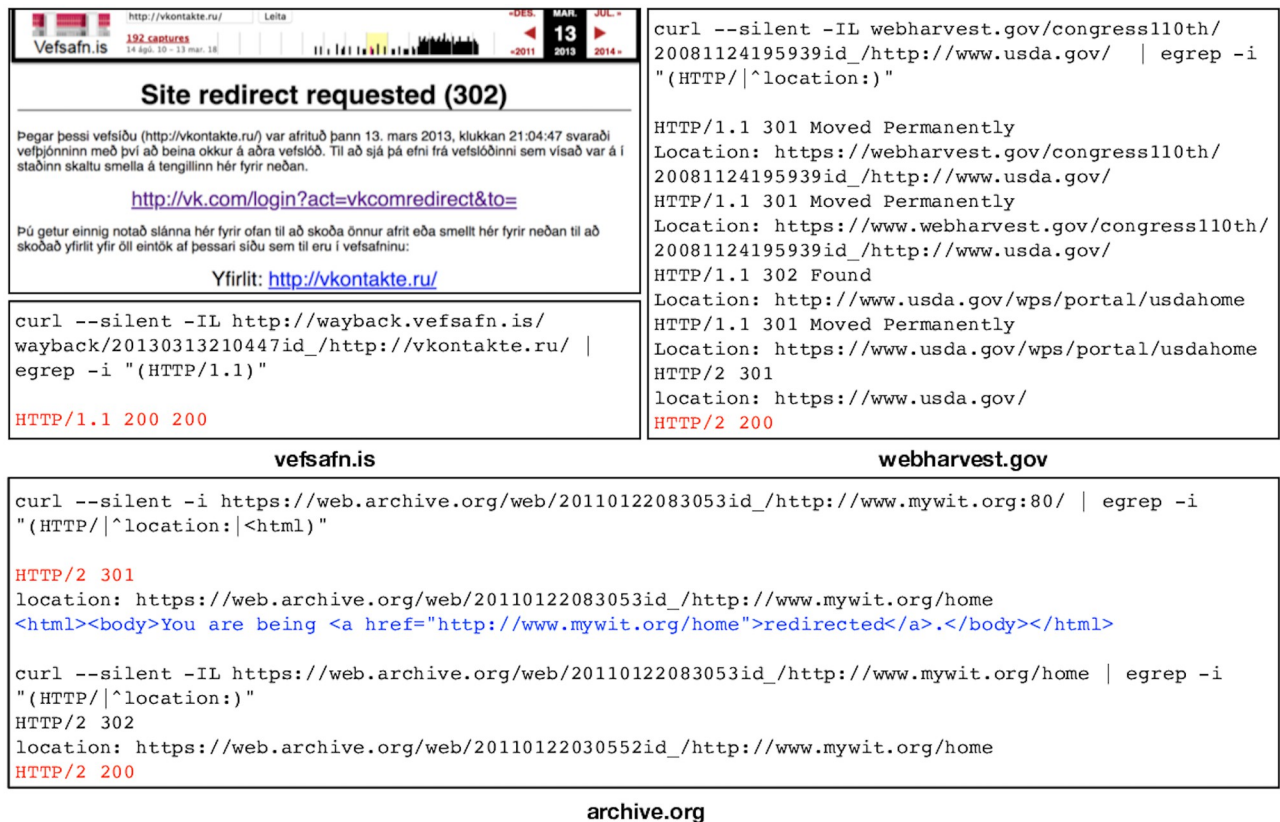 http://vkontakte.ru/ Leita
Vefsafn.is
192 captures
14 ágú. 10 - 13 mar. 18
«DES. MAR. JUL. »
13
«2011 2013 2014 »
Site redirect requested (302)
Þegar þessi vefsíðu (http://vkontakte.ru/) var afrituð þann 13. mars 2013, klukkan 21:04:47 svaraði
vefþjónninn með því að beina okkur á aðra vefslóð. Til að sjá þá efni frá vefslóðinni sem vísað var á í
staðinn skaltu smella á tengillinn hér fyrir neðan.
http://vk.com/login?act=vkcomredirect&to=
Þú getur einnig notað slánna hér fyrir ofan til að skoða önnur afrit eða smellt hér fyrir neðan til að
skoðað yfirlit yfir öll eintök af þessari síðu sem til eru í vefsafninu:
Yfirlit: http://vkontakte.ru/
curl --silent -IL http://wayback.vefsafn.is/
wayback/20130313210447id_/http://vkontakte.ru/ |
egrep -i "(HTTP/1.1)"
HTTP/1.1 200 200
vefsafn.is
curl --silent -IL webharvest.gov/congress110th/
20081124195939id_/http://www.usda.gov/ | egrep -i
"(HTTP/|^location:)"
HTTP/1.1 301 Moved Permanently
Location: https://webharvest.gov/congress110th/
20081124195939id_/http://www.usda.gov/
HTTP/1.1 301 Moved Permanently
Location: https://www.webharvest.gov/congress110th/
20081124195939id_/http://www.usda.gov/
HTTP/1.1 302 Found
Location: http://www.usda.gov/wps/portal/usdahome
HTTP/1.1 301 Moved Permanently
Location: https://www.usda.gov/wps/portal/usdahome
HTTP/2 301
location: https://www.usda.gov/
HTTP/2 200
webharvest.gov
curl --silent -i https://web.archive.org/web/20110122083053id_/http://www.mywit.org:80/ | egrep -i
"(HTTP/|^location:|<html)"
HTTP/2 301
location: https://web.archive.org/web/20110122083053id_/http://www.mywit.org/home
<html><body>You are being <a href="http://www.mywit.org/home">redirected</a>.</body></html>
curl --silent -IL https://web.archive.org/web/20110122083053id_/http://www.mywit.org/home | egrep -i
"(HTTP/|^location:)"
HTTP/2 302
location: https://web.archive.org/web/20110122030552id_/http://www.mywit.org/home
HTTP/2 200
archive.org